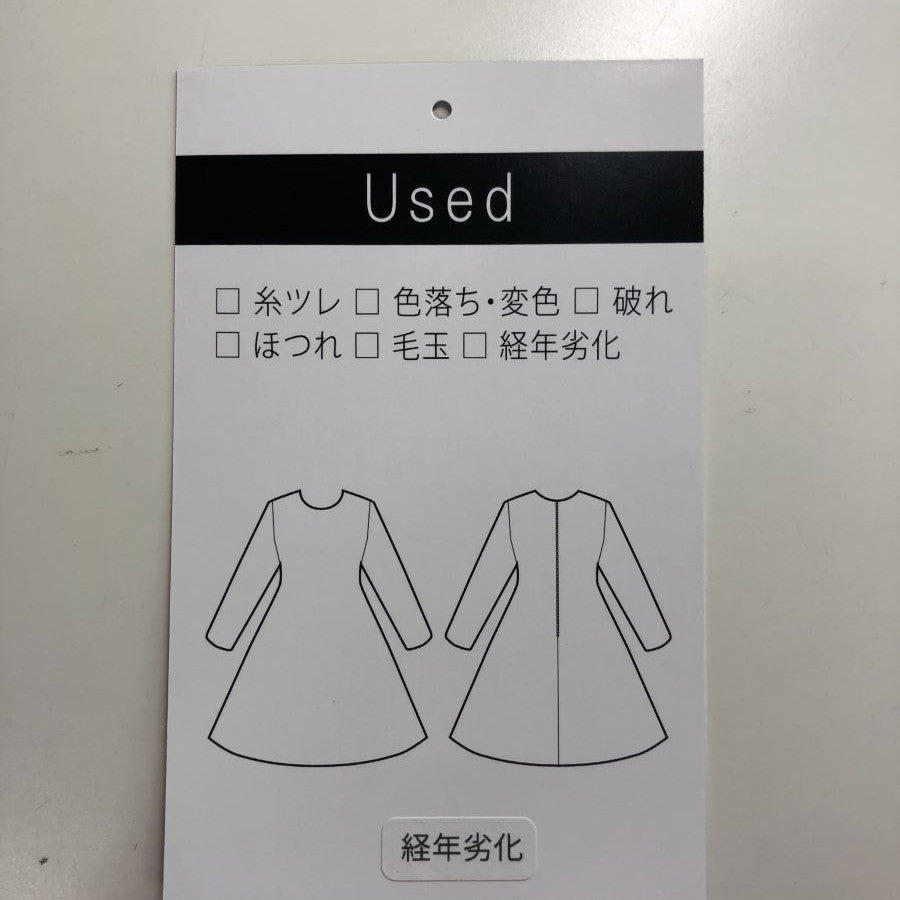 Used
□ 糸ツレ □ 色落ち・変色 □ 破れ
□ ほつれ □ 毛玉 □ 経年劣化
経年劣化